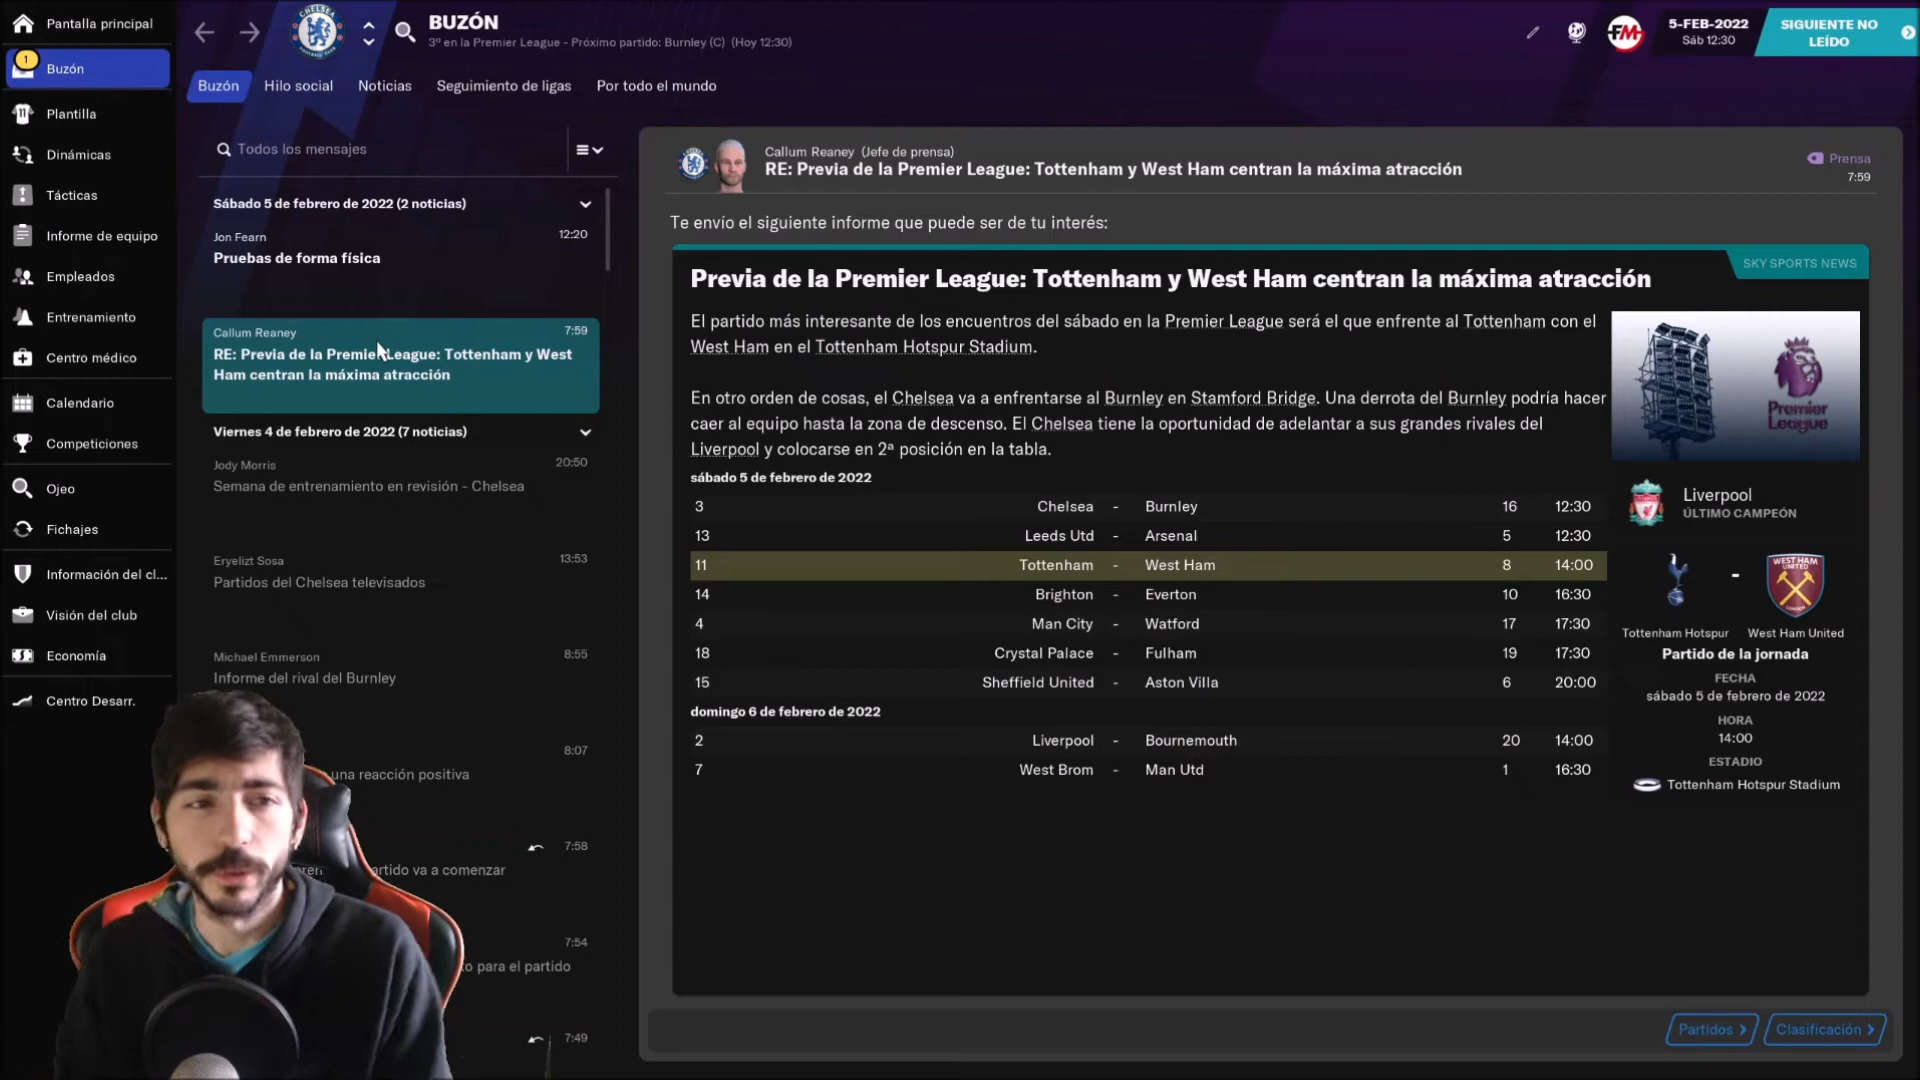 Pantalla principal
1
Buzón
Plantilla
Dinámicas
Tácticas
Informe de equipo
Empleados
Entrenamiento
Centro médico
Calendario
Competiciones
Ojeo
Fichajes
Información del cl...
Visión del club
Economía
Centro Desarr.
BUZÓN
3º en la Premier League - Próximo partido: Burnley (C) (Hoy 12:30)
FM
5-FEB-2022
Sáb 12:30
SIGUIENTE NO
LEÍDO
Buzón
Hilo social
Noticias
Seguimiento de ligas
Por todo el mundo
Todos los mensajes
Sábado 5 de febrero de 2022 (2 noticias)
Jon Fearn 12:20
Pruebas de forma física
Callum Reaney 7:59
RE: Previa de la Premier League: Tottenham y West
Ham centran la máxima atracción
Viernes 4 de febrero de 2022 (7 noticias)
Jody Morris 20:50
Semana de entrenamiento en revisión - Chelsea
Eryelizt Sosa 13:53
Partidos del Chelsea televisados
Michael Emmerson 8:55
Informe del rival del Burnley
8:07
una reacción positiva
7:58
va a comenzar
7:54
para el partido
7:49
Callum Reaney (Jefe de prensa)
RE: Previa de la Premier League: Tottenham y West Ham centran la máxima atracción
Prensa
7:59
Te envío el siguiente informe que puede ser de tu interés:
SKY SPORTS NEWS
Previa de la Premier League: Tottenham y West Ham centran la máxima atracción
El partido más interesante de los encuentros del sábado en la Premier League será el que enfrente al Tottenham con el
West Ham en el Tottenham Hotspur Stadium.
En otro orden de cosas, el Chelsea va a enfrentarse al Burnley en Stamford Bridge. Una derrota del Burnley podría hacer
caer al equipo hasta la zona de descenso. El Chelsea tiene la oportunidad de adelantar a sus grandes rivales del
Liverpool y colocarse en 2ª posición en la tabla.
sábado 5 de febrero de 2022
3 Chelsea - Burnley 16 12:30
13 Leeds Utd - Arsenal 5 12:30
11 Tottenham - West Ham 8 14:00
14 Brighton - Everton 10 16:30
4 Man City - Watford 17 17:30
18 Crystal Palace - Fulham 19 17:30
15 Sheffield United - Aston Villa 6 20:00
domingo 6 de febrero de 2022
2 Liverpool - Bournemouth 20 14:00
7 West Brom - Man Utd 1 16:30
Premier
League
Liverpool
ÚLTIMO CAMPEÓN
-
WEST HAM
UNITED
Tottenham Hotspur West Ham United
Partido de la jornada
FECHA
sábado 5 de febrero de 2022
HORA
14:00
ESTADIO
Tottenham Hotspur Stadium
Partidos
Clasificación